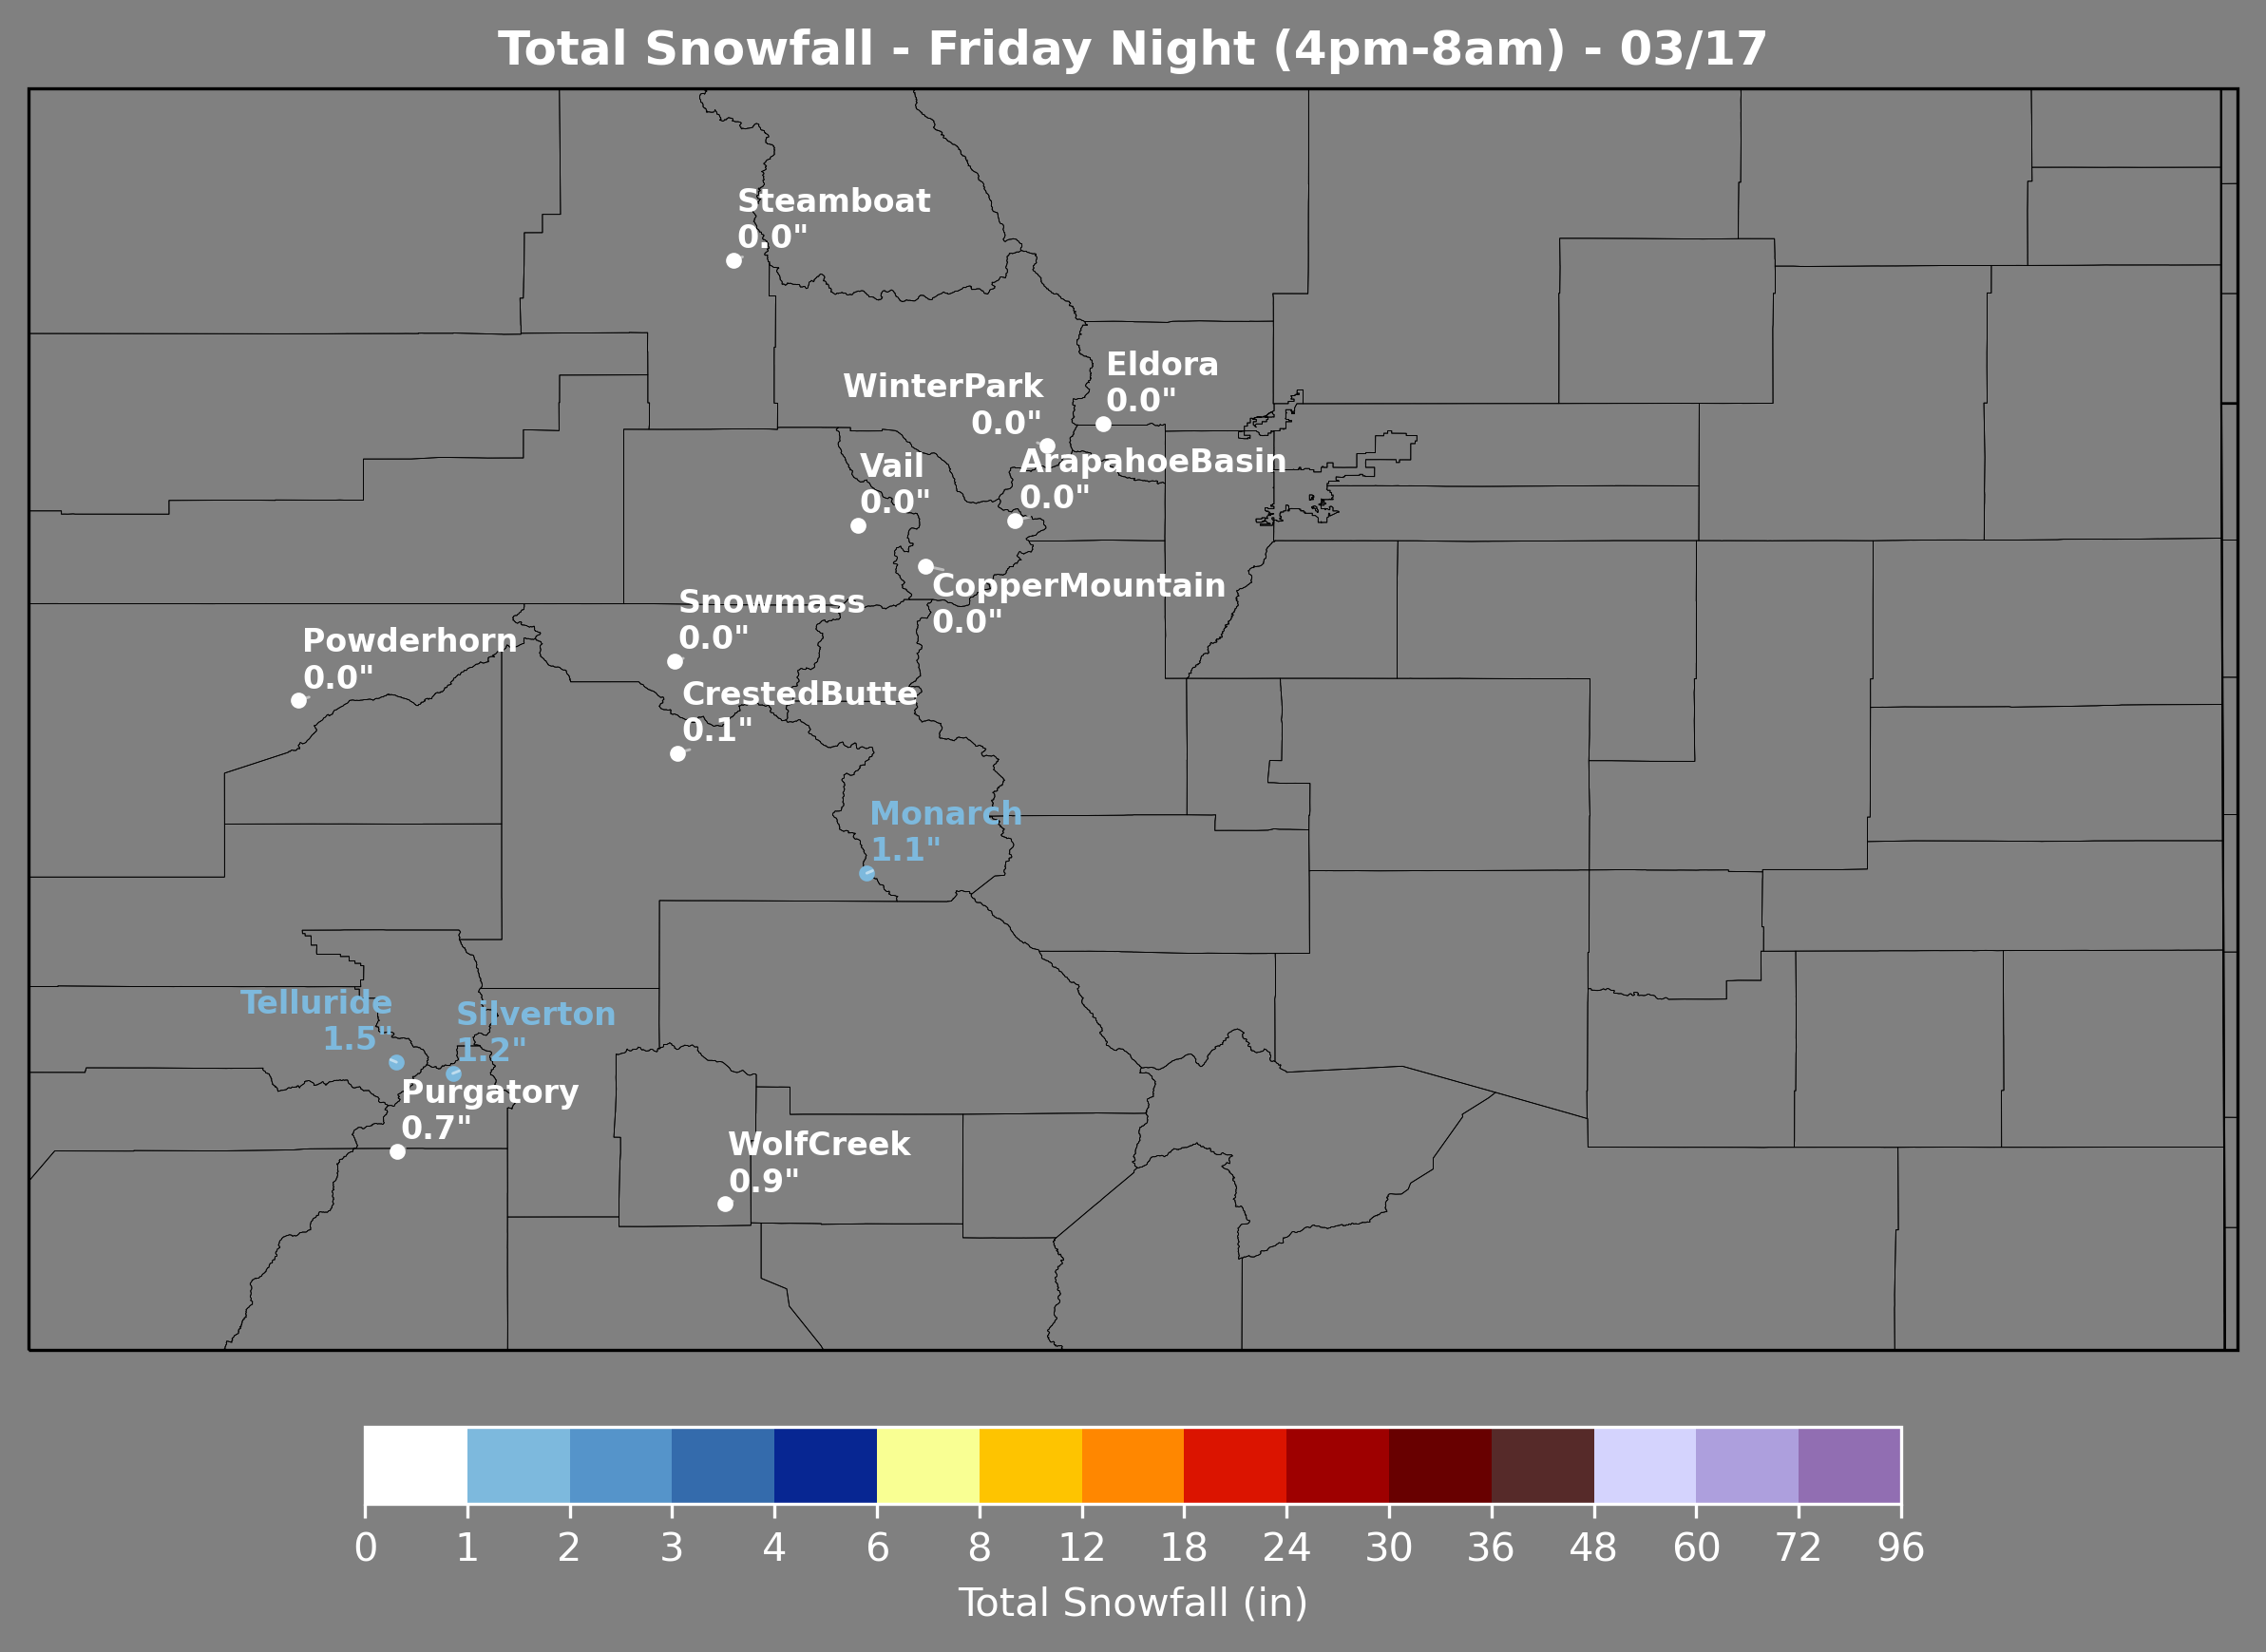 Total Snowfall - Friday Night (4pm-8am) - 03/17
Steamboat
0.0"
Eldora
0.0"
WinterPark
0.0"
ArapahoeBasin
0.0"
Vail
0.0"
CopperMountain
0.0"
Snowmass
0.0"
Powderhorn
0.0"
CrestedButte
0.1"
Monarch
1.1"
Telluride
1.5"
Silverton
1.2"
Purgatory
0.7"
WolfCreek
0.9"
0 1 2 3 4 6 8 12 18 24 30 36 48 60 72 96
Total Snowfall (in)